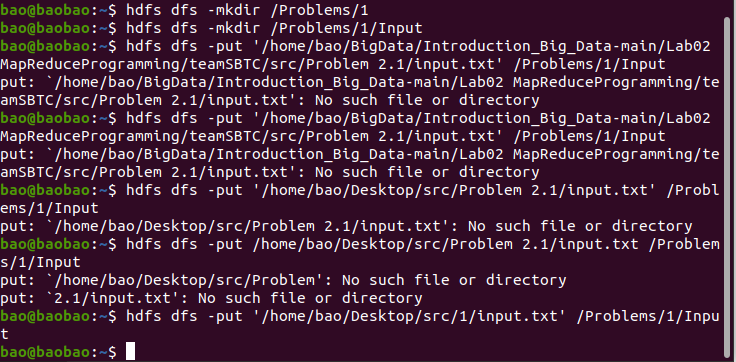 bao@baobao:~$ hdfs dfs -mkdir /Problems/1
bao@baobao:~$ hdfs dfs -mkdir /Problems/1/Input
bao@baobao:~$ hdfs dfs -put '/home/bao/BigData/Introduction_Big_Data-main/Lab02
MapReduceProgramming/teamSBTC/src/Problem 2.1/input.txt' /Problems/1/Input
put: `/home/bao/BigData/Introduction_Big_Data-main/Lab02 MapReduceProgramming/te
amSBTC/src/Problem 2.1/input.txt': No such file or directory
bao@baobao:~$ hdfs dfs -put '/home/bao/BigData/Introduction_Big_Data-main/Lab02
MapReduceProgramming/teamSBTC/src/Problem 2.1/input.txt' /Problems/1/Input
put: `/home/bao/BigData/Introduction_Big_Data-main/Lab02 MapReduceProgramming/te
amSBTC/src/Problem 2.1/input.txt': No such file or directory
bao@baobao:~$ hdfs dfs -put '/home/bao/Desktop/src/Problem 2.1/input.txt' /Probl
ems/1/Input
put: `/home/bao/Desktop/src/Problem 2.1/input.txt': No such file or directory
bao@baobao:~$ hdfs dfs -put /home/bao/Desktop/src/Problem 2.1/input.txt /Problem
s/1/Input
put: `/home/bao/Desktop/src/Problem': No such file or directory
put: `2.1/input.txt': No such file or directory
bao@baobao:~$ hdfs dfs -put '/home/bao/Desktop/src/1/input.txt' /Problems/1/Inpu
t
bao@baobao:~$